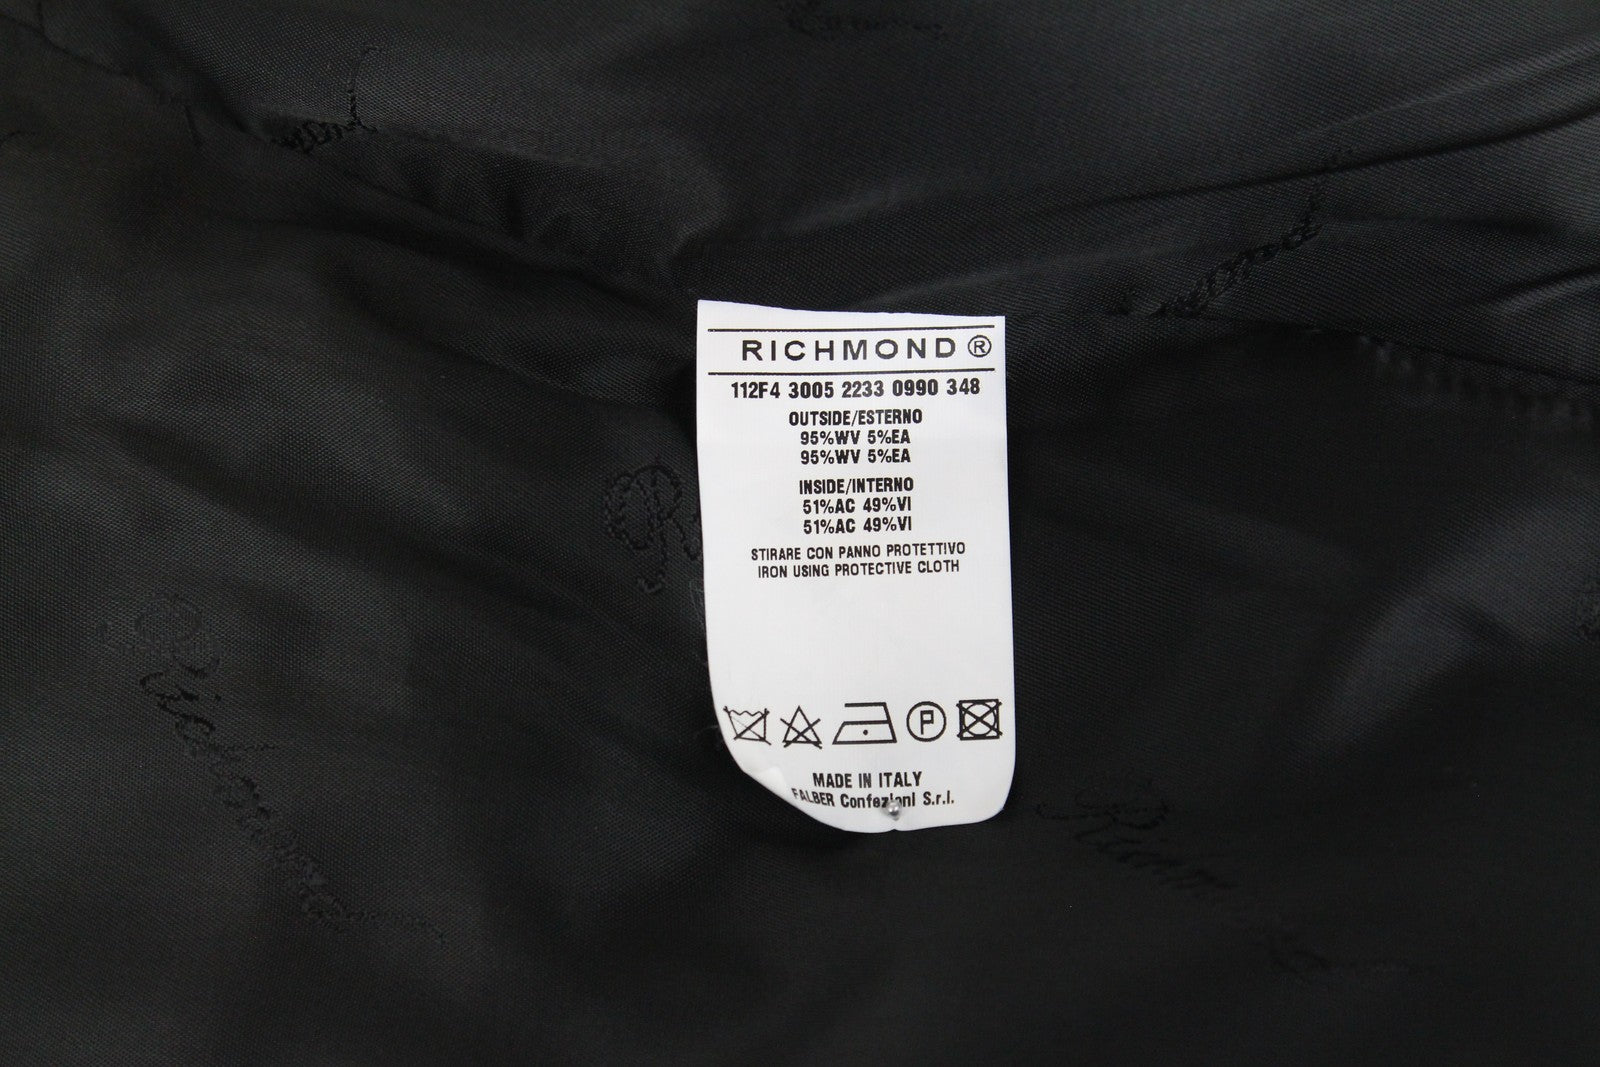 RICHMOND®
112F4 3005 2233 0990 348
OUTSIDE/ESTERNO
95%WV 5%EA
95%WV 5%EA
INSIDE/INTERNO
51%AC 49%VI
51%AC 49%VI
STIRARE CON PANNO PROTETTIVO
IRON USING PROTECTIVE CLOTH
P
MADE IN ITALY
FALBER Confezioni S.r.l.
Richmond